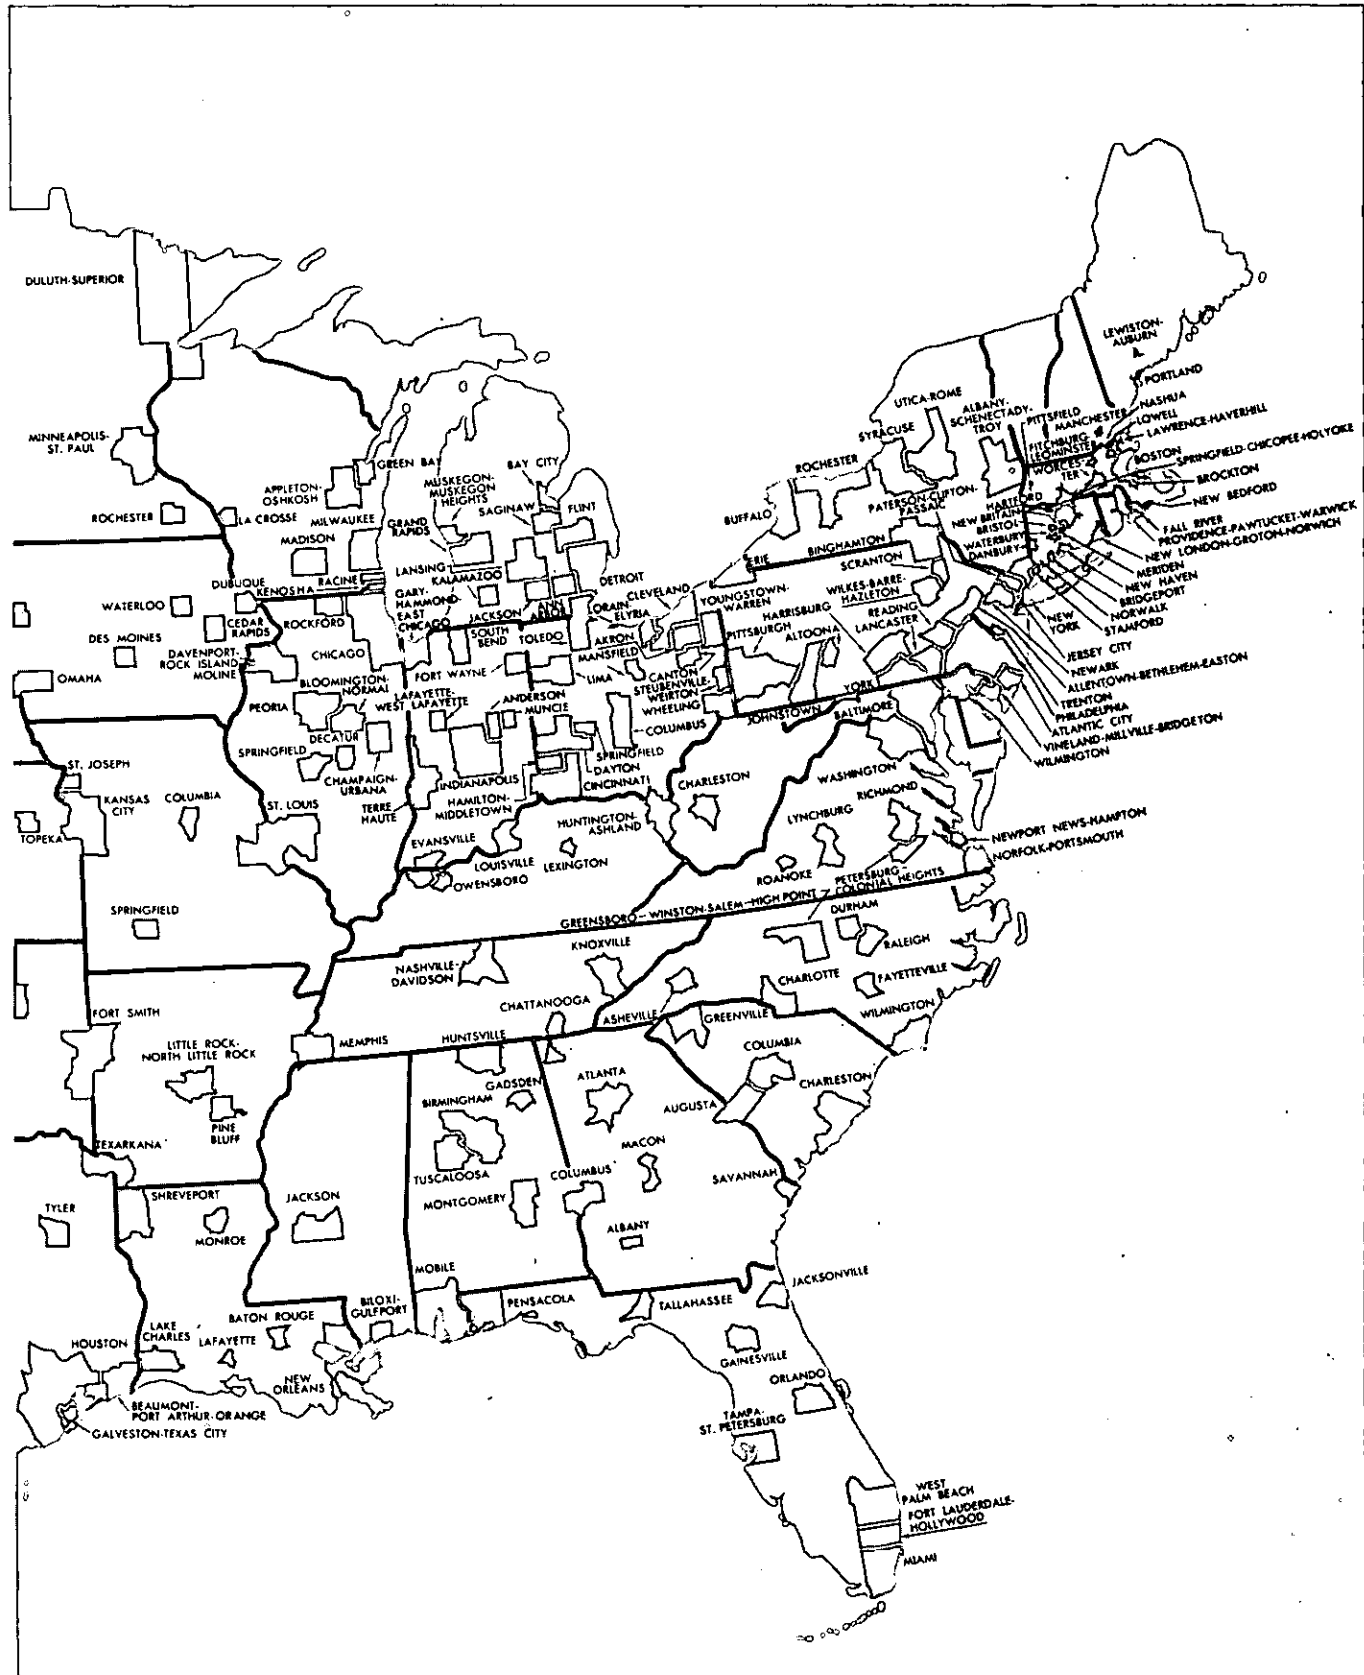 DULUTH-SUPERIOR
MINNEAPOLIS-
ST. PAUL
ROCHESTER
LA CROSSE
APPLETON-
OSHKOSH
GREEN BAY
MILWAUKEE
MADISON
RACINE
KENOSHA
DUBUQUE
WATERLOO
CEDAR
RAPIDS
DES MOINES
DAVENPORT-
ROCK ISLAND
MOLINE
OMAHA
ROCKFORD
CHICAGO
BLOOMINGTON-
NORMAL
PEORIA
DECATUR
SPRINGFIELD
CHAMPAIGN-
URBANA
ST. JOSEPH
KANSAS
CITY
TOPEKA
COLUMBIA
ST. LOUIS
SPRINGFIELD
MUSKEGON-
MUSKEGON
HEIGHTS
BAY CITY
SAGINAW
FLINT
GRAND
RAPIDS
LANSING
KALAMAZOO
DETROIT
JACKSON
ANN
ARBOR
GARY-
HAMMOND-
EAST
CHICAGO
SOUTH
BEND
TOLEDO
FORT WAYNE
LAFAYETTE-
WEST LAFAYETTE
ANDERSON
MUNCIE
INDIANAPOLIS
TERRE
HAUTE
EVANSVILLE
LORAIN-
ELYRIA
CLEVELAND
AKRON
MANSFIELD
LIMA
CANTON
STEUBENVILLE-
WEIRTON
WHEELING
COLUMBUS
SPRINGFIELD
DAYTON
CINCINNATI
HAMILTON-
MIDDLETOWN
YOUNGSTOWN-
WARREN
LOUISVILLE
OWENSBORO
LEXINGTON
HUNTINGTON-
ASHLAND
CHARLESTON
LEWISTON-
AUBURN
PORTLAND
NASHUA
MANCHESTER
LOWELL
LAWRENCE-HAVERHILL
PITTSFIELD
FITCHBURG
LEOMINSTER
WORCES-
TER
BOSTON
SPRINGFIELD-CHICOPEE-HOLYOKE
BROCKTON
NEW BEDFORD
FALL RIVER
PROVIDENCE-PAWTUCKET-WARWICK
NEW LONDON-GROTON-NORWICH
HARTFORD
NEW BRITAIN
BRISTOL
WATERBURY
DANBURY
MERIDEN
NEW HAVEN
BRIDGEPORT
NORWALK
STAMFORD
UTICA-ROME
ALBANY-
SCHENECTADY-
TROY
SYRACUSE
ROCHESTER
BUFFALO
BINGHAMTON
PATERSON-CLIFTON-
PASSAIC
NEW
YORK
JERSEY CITY
NEWARK
ERIE
SCRANTON
WILKES-BARRE-
HAZLETON
HARRISBURG
READING
LANCASTER
PITTSBURGH
ALTOONA
YORK
JOHNSTOWN
ALLENTOWN-BETHLEHEM-EASTON
TRENTON
PHILADELPHIA
ATLANTIC CITY
VINELAND-MILLVILLE-BRIDGETON
WILMINGTON
BALTIMORE
WASHINGTON
RICHMOND
LYNCHBURG
ROANOKE
PETERSBURG-
COLONIAL HEIGHTS
NEWPORT NEWS-HAMPTON
NORFOLK-PORTSMOUTH
GREENSBORO-WINSTON-SALEM-HIGH POINT
DURHAM
RALEIGH
CHARLOTTE
FAYETTEVILLE
WILMINGTON
ASHEVILLE
GREENVILLE
COLUMBIA
CHARLESTON
NASHVILLE-
DAVIDSON
KNOXVILLE
CHATTANOOGA
MEMPHIS
HUNTSVILLE
GADSDEN
BIRMINGHAM
TUSCALOOSA
MONTGOMERY
MOBILE
ATLANTA
AUGUSTA
MACON
COLUMBUS
SAVANNAH
ALBANY
FORT SMITH
LITTLE ROCK-
NORTH LITTLE ROCK
PINE
BLUFF
TEXARKANA
TYLER
SHREVEPORT
MONROE
JACKSON
BILOXI-
GULFPORT
BATON ROUGE
LAKE
CHARLES
LAFAYETTE
NEW
ORLEANS
HOUSTON
BEAUMONT-
PORT ARTHUR-ORANGE
GALVESTON-TEXAS CITY
PENSACOLA
TALLAHASSEE
JACKSONVILLE
GAINESVILLE
ORLANDO
TAMPA-
ST. PETERSBURG
WEST
PALM BEACH
FORT LAUDERDALE-
HOLLYWOOD
MIAMI